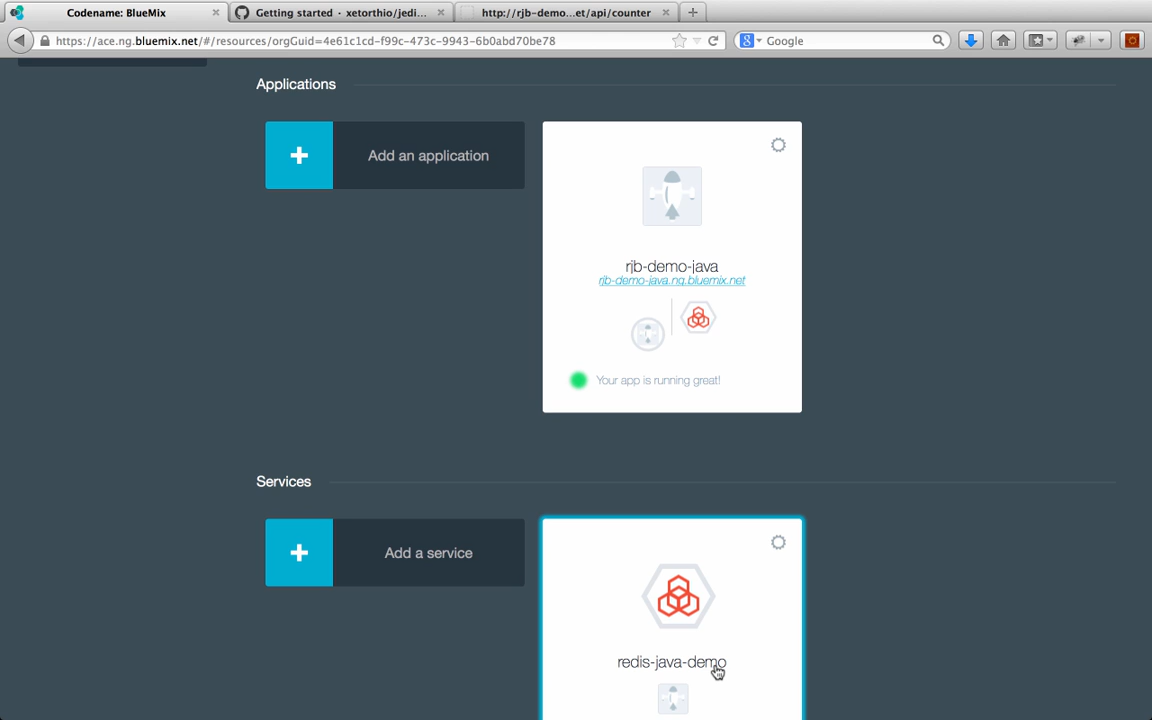 Codename: BlueMix
Getting started · xetorthio/jedi...
http://rjb-demo...et/api/counter
https://ace.ng.bluemix.net/#/resources/orgGuid=4e61c1cd-f99c-473c-9943-6b0abd70be78
Google
Applications
Add an application
rjb-demo-java
rjb-demo-java.ng.bluemix.net
Your app is running great!
Services
Add a service
redis-java-demo